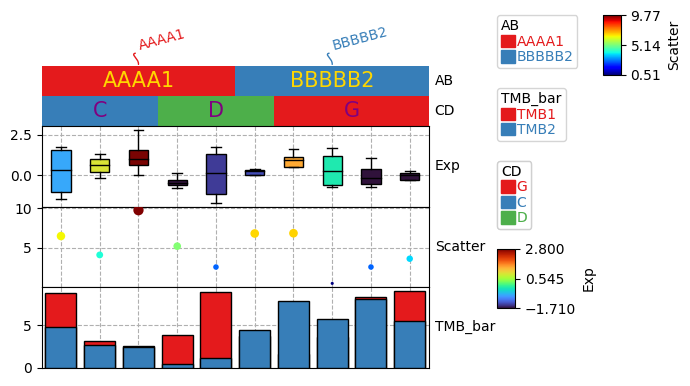 AAAA1
BBBBB2
AAAA1
BBBBB2
AB
C
D
G
CD
2.5
0.0
Exp
10
5
Scatter
5
0
TMB_bar
AB
AAAA1
BBBBB2
TMB_bar
TMB1
TMB2
CD
G
C
D
2.800
0.545
−1.710
Exp
9.77
5.14
0.51
Scatter